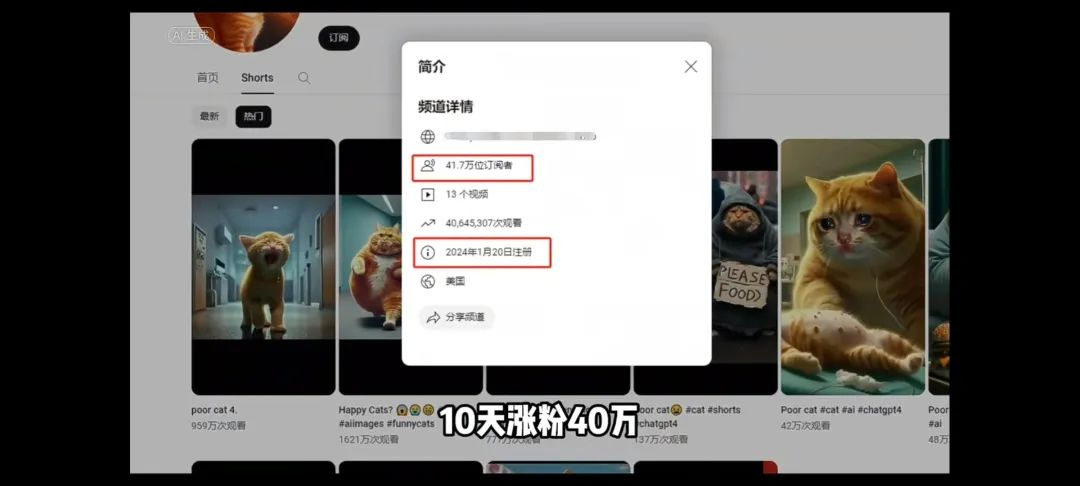 AI 生成
订阅
首页 Shorts
最新 热门
简介
频道详情
41.7万位订阅者
13 个视频
40,645,307次观看
2024年1月20日注册
美国
分享频道
PLEASE
FOOD)
poor cat 4.
959万次观看
Happy Cats? 😱😭😄
#aiimages #funnycats
1621万次观看
777万次观看
oor cat😫 #cat #shorts
#chatgpt4
137万次观看
Poor cat #cat #ai #chatgpt4
42万次观看
Poor
#ai
48万
10天涨粉40万